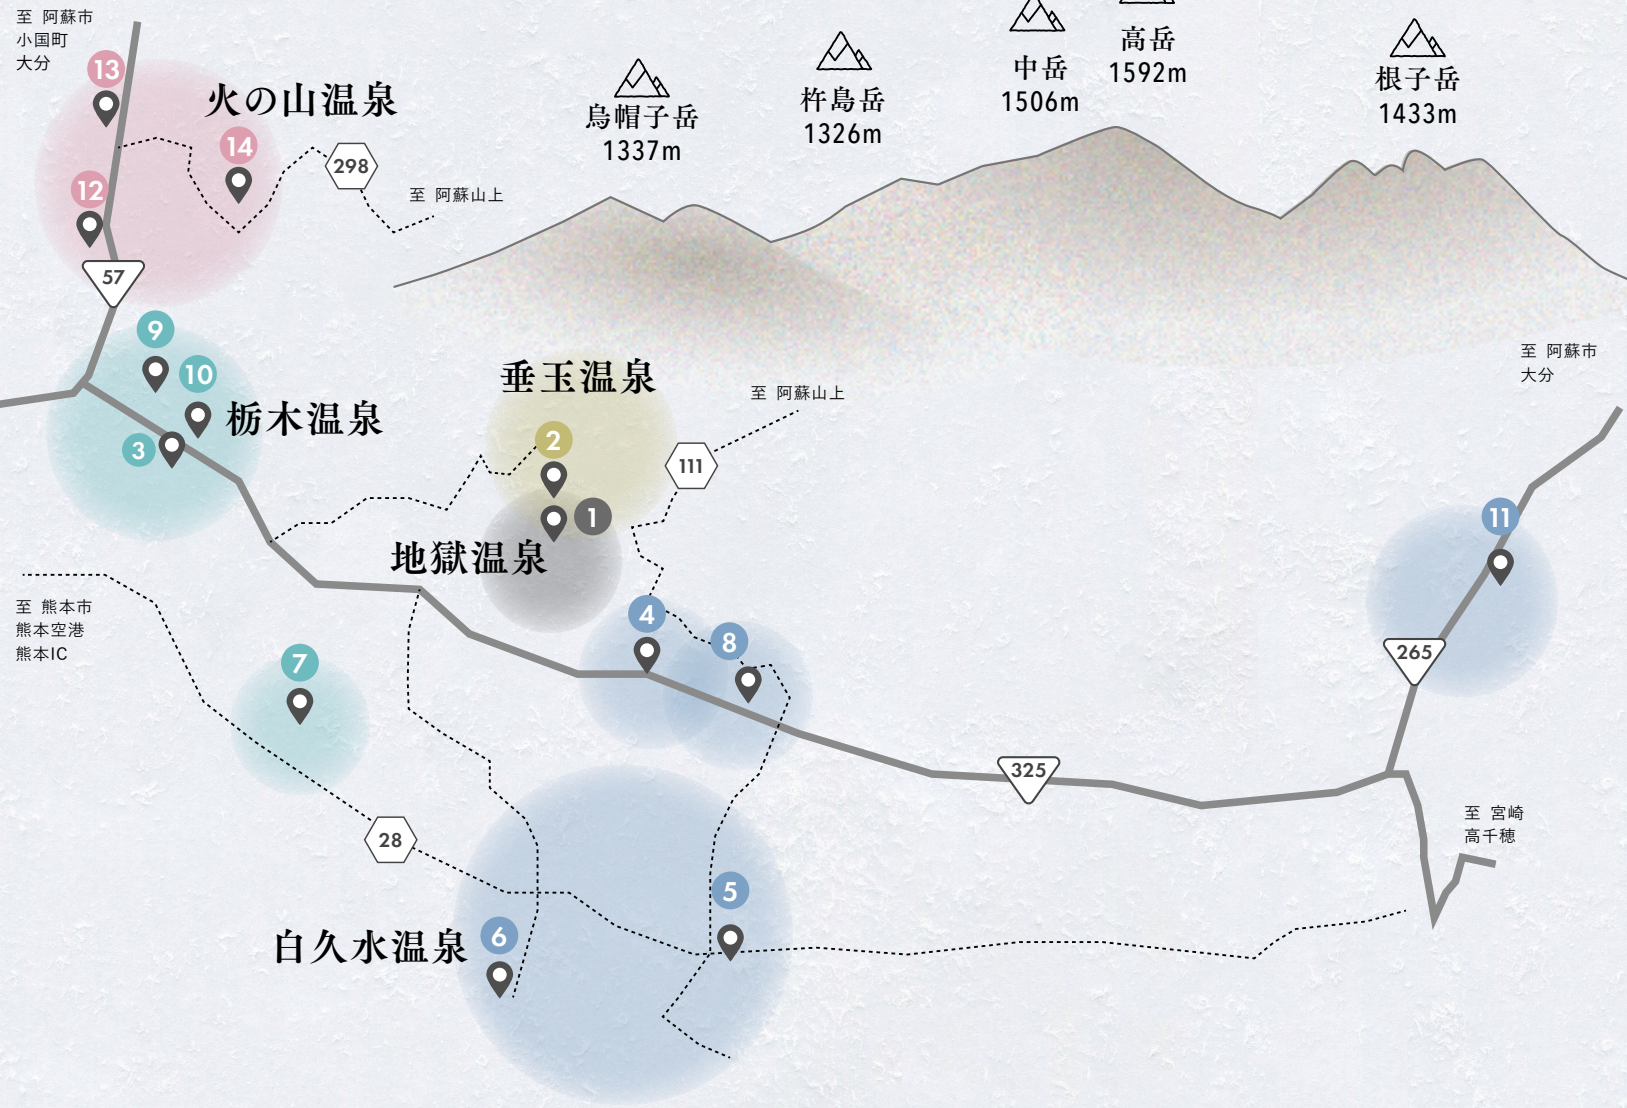 至 阿蘇市
小国町
大分
13
火の山温泉
14
12
298
至 阿蘇山上
57
烏帽子岳
1337m
杵島岳
1326m
中岳
1506m
高岳
1592m
根子岳
1433m
9
10
栃木温泉
3
垂玉温泉
2
至 阿蘇山上
111
1
地獄温泉
至 阿蘇市
大分
11
265
至 熊本市
熊本空港
熊本IC
7
4
8
325
28
至 宮崎
高千穂
5
白久水温泉
6